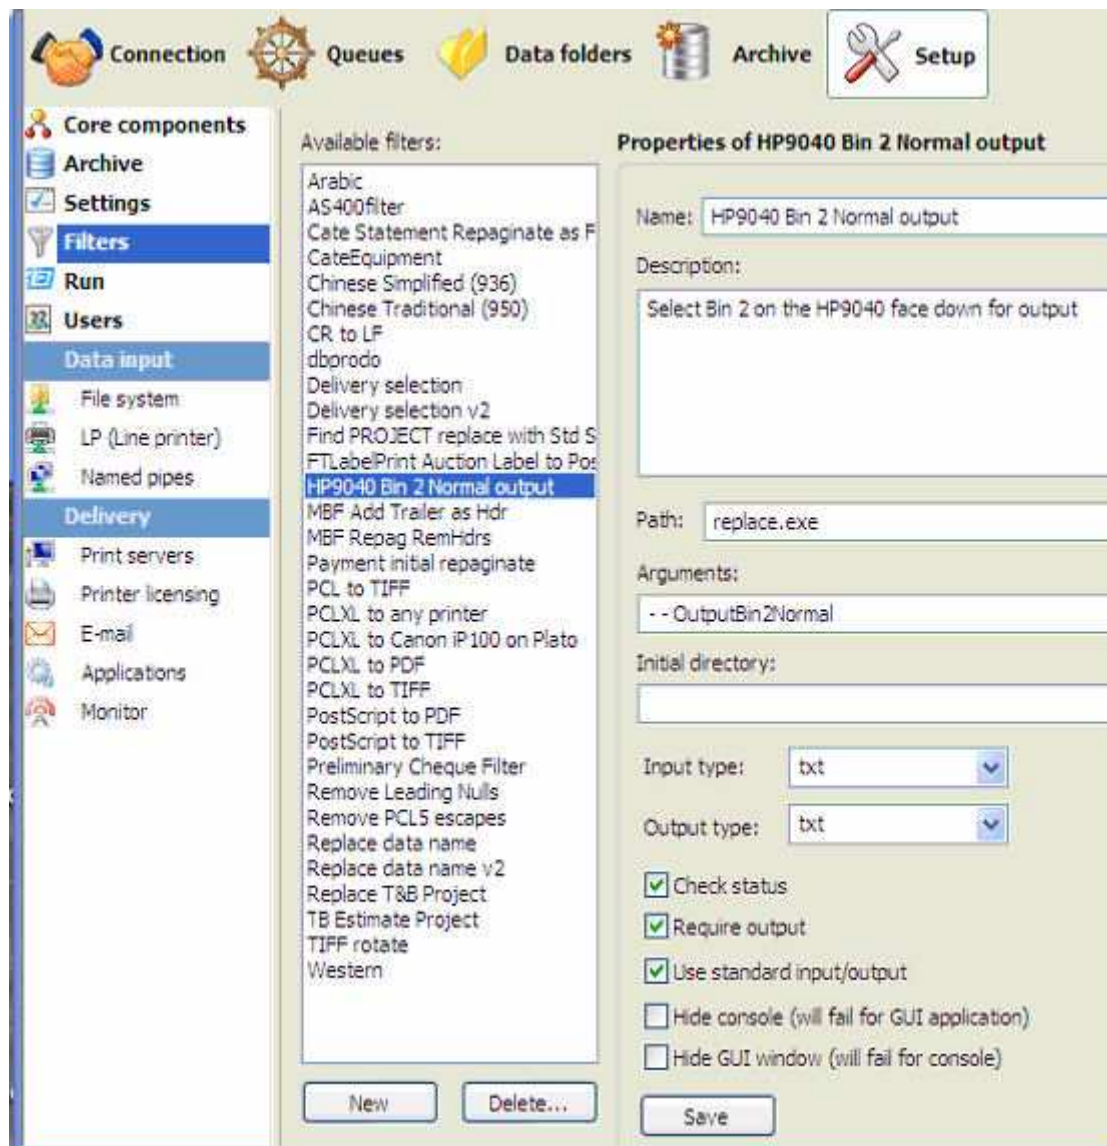 Connection
Queues
Data folders
Archive
Setup
Core components
Archive
Settings
Filters
Run
Users
Data input
File system
LP (Line printer)
Named pipes
Delivery
Print servers
Printer licensing
E-mail
Applications
Monitor
Available filters:
Arabic
AS400filter
Cate Statement Repaginate as F
CateEquipment
Chinese Simplified (936)
Chinese Traditional (950)
CR to LF
dbprodo
Delivery selection
Delivery selection v2
Find PROJECT replace with Std S
FTLabelPrint Auction Label to Pos
HP9040 Bin 2 Normal output
MBF Add Trailer as Hdr
MBF Repag RemHdrs
Payment initial repaginate
PCL to TIFF
PCLXL to any printer
PCLXL to Canon iP100 on Plato
PCLXL to PDF
PCLXL to TIFF
PostScript to PDF
PostScript to TIFF
Preliminary Cheque Filter
Remove Leading Nulls
Remove PCL5 escapes
Replace data name
Replace data name v2
Replace T&B Project
TB Estimate Project
TIFF rotate
Western
New
Delete...
Properties of HP9040 Bin 2 Normal output
Name: HP9040 Bin 2 Normal output
Description:
Select Bin 2 on the HP9040 face down for output
Path: replace.exe
Arguments:
- - OutputBin2Normal
Initial directory:
Input type: txt
Output type: txt
Check status
Require output
Use standard input/output
Hide console (will fail for GUI application)
Hide GUI window (will fail for console)
Save